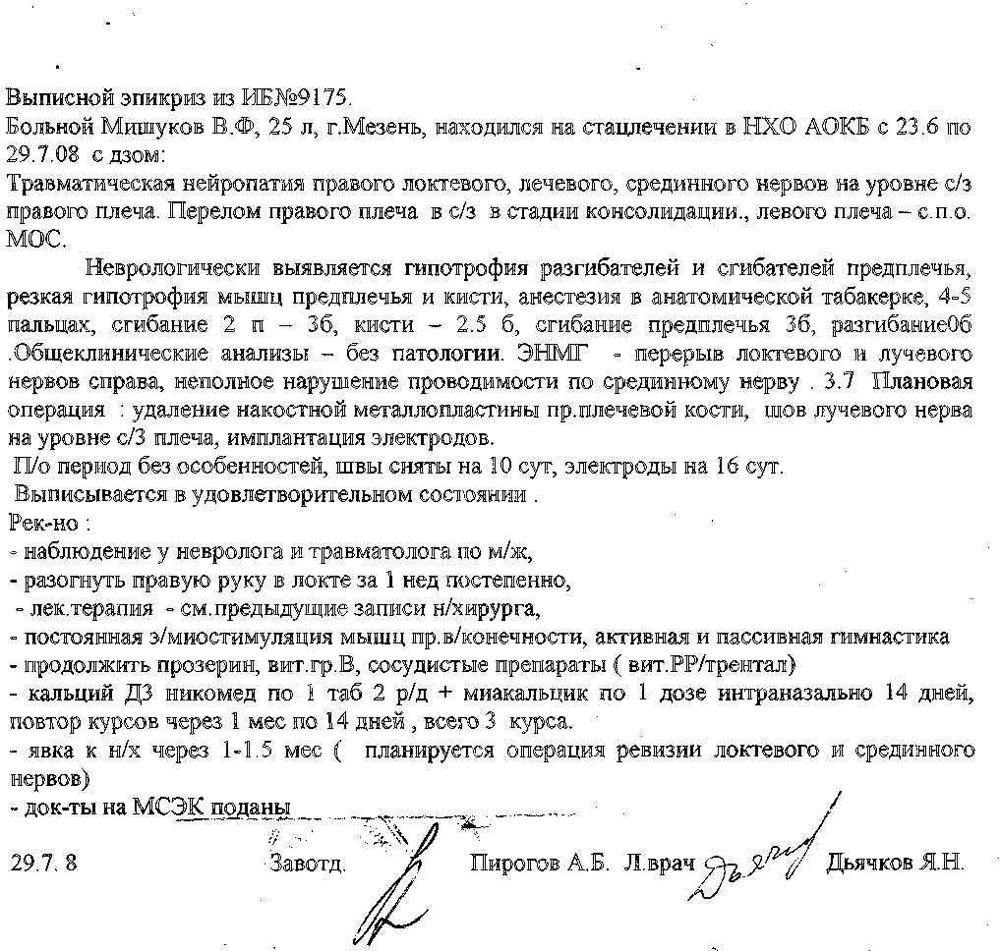 Выписной эпикриз из ИБ№9175.
Больной Мишуков В.Ф, 25 л, г.Мезень, находился на стацлечении в НХО АОКБ с 23.6 по
29.7.08 с дзом:
Травматическая нейропатия правого локтевого, лечевого, срединного нервов на уровне с/з
правого плеча. Перелом правого плеча в с/з в стадии консолидации., левого плеча – с.п.о.
МОС.
Неврологически выявляется гипотрофия разгибателей и сгибателей предплечья,
резкая гипотрофия мышц предплечья и кисти, анестезия в анатомической табакерке, 4-5
пальцах, сгибание 2 п – 3б, кисти – 2.5 б, сгибание предплечья 3б, разгибание0б
.Общеклинические анализы – без патологии. ЭНМГ - перерыв локтевого и лучевого
нервов справа, неполное нарушение проводимости по срединному нерву . 3.7 Плановая
операция : удаление накостной металлопластины пр.плечевой кости, шов лучевого нерва
на уровне с/3 плеча, имплантация электродов.
П/о период без особенностей, швы сняты на 10 сут, электроды на 16 сут.
Выписывается в удовлетворительном состоянии .
Рек-но :
- наблюдение у невролога и травматолога по м/ж,
- разогнуть правую руку в локте за 1 нед постепенно,
- лек.терапия - см.предыдущие записи н/хирурга,
- постоянная э/миостимуляция мышц пр.в/конечности, активная и пассивная гимнастика
- продолжить прозерин, вит.гр.В, сосудистые препараты ( вит.РР/трентал)
- кальций Д3 никомед по 1 таб 2 р/д + миакальцик по 1 дозе интраназально 14 дней,
повтор курсов через 1 мес по 14 дней , всего 3 курса.
- явка к н/х через 1-1.5 мес ( планируется операция ревизии локтевого и срединного
нервов)
- док-ты на МСЭК поданы
29.7. 8 Завотд. Пирогов А.Б. Л.врач Дьячков Я.Н.